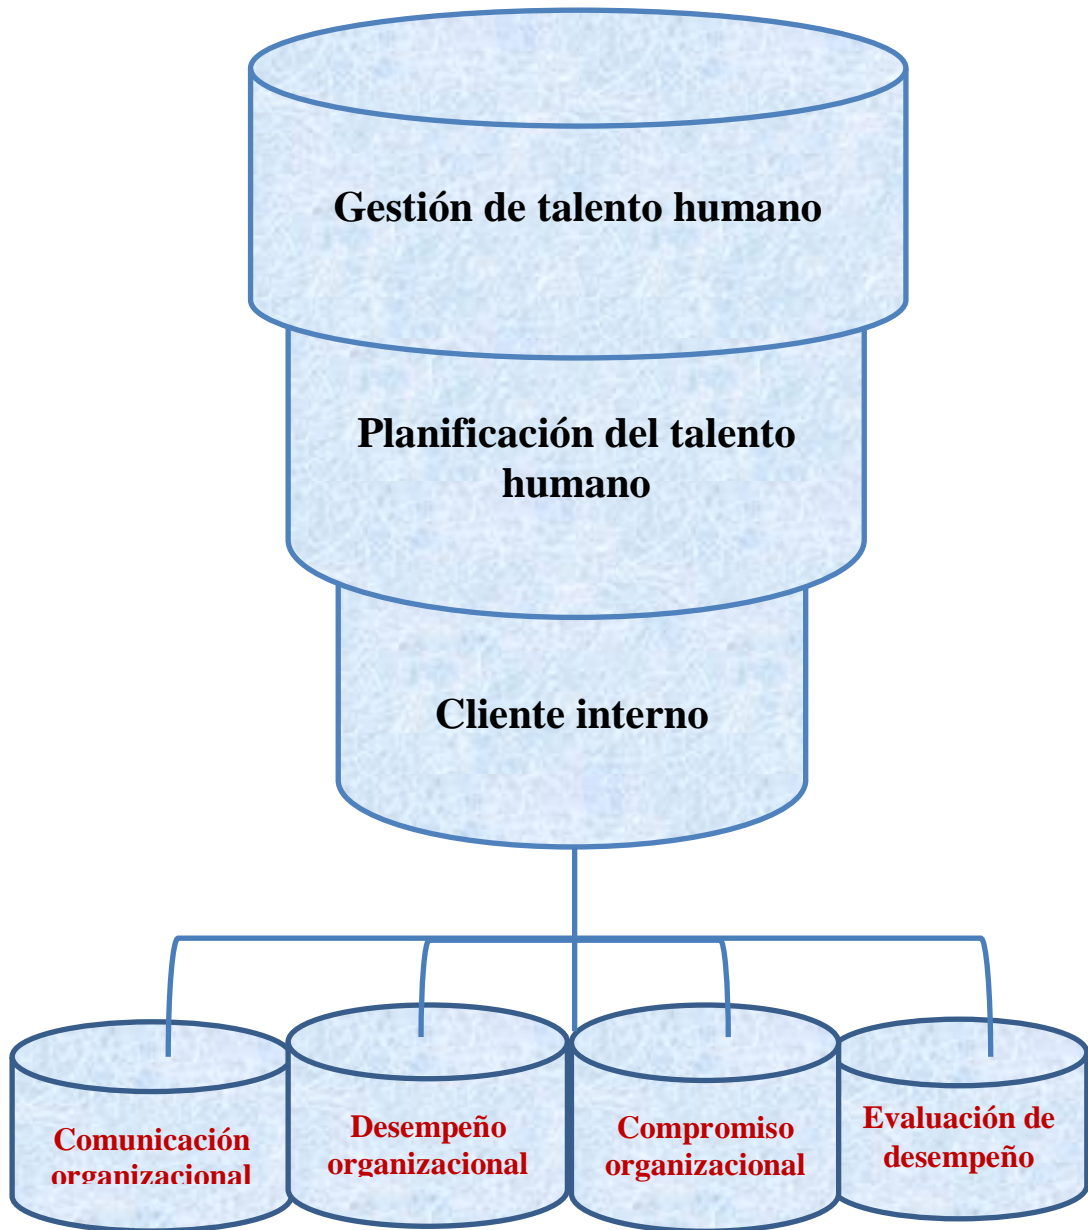 Gestión de talento humano
Planificación del talento
humano
Cliente interno
Comunicación
organizacional
Desempeño
organizacional
Compromiso
organizacional
Evaluación de
desempeño